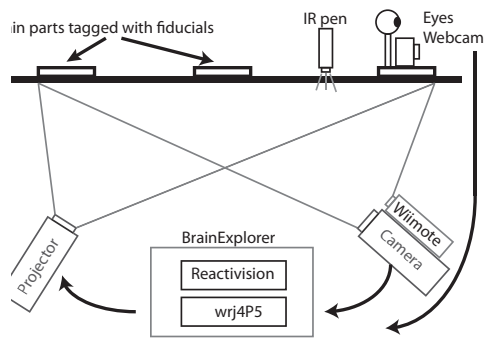 in parts tagged with fiducials
IR pen
Eyes
Webcam
BrainExplorer
Reactivision
wrj4P5
Projector
Wiimote
Camera